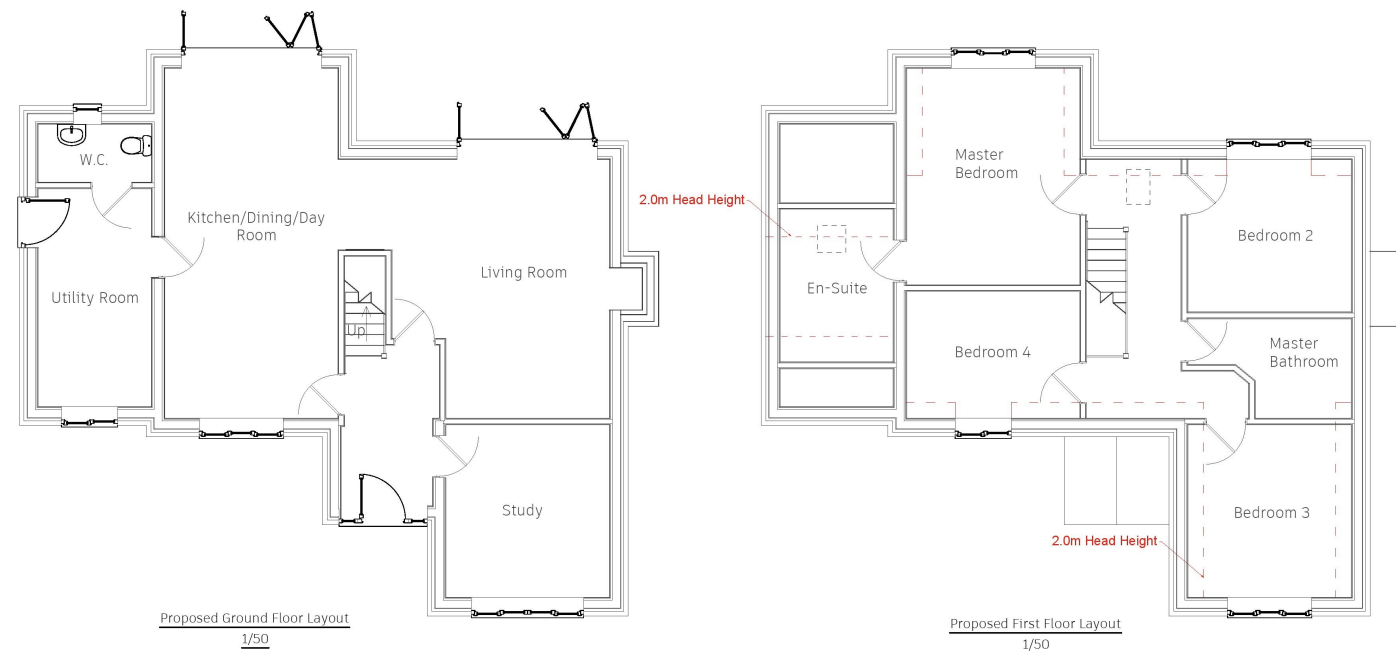 W.C.
Kitchen/Dining/Day
Room
Utility Room
Living Room
Up
Study
Proposed Ground Floor Layout
1/50
Master
Bedroom
2.0m Head Height
Bedroom 2
En-Suite
Bedroom 4
Master
Bathroom
Bedroom 3
2.0m Head Height
Proposed First Floor Layout
1/50